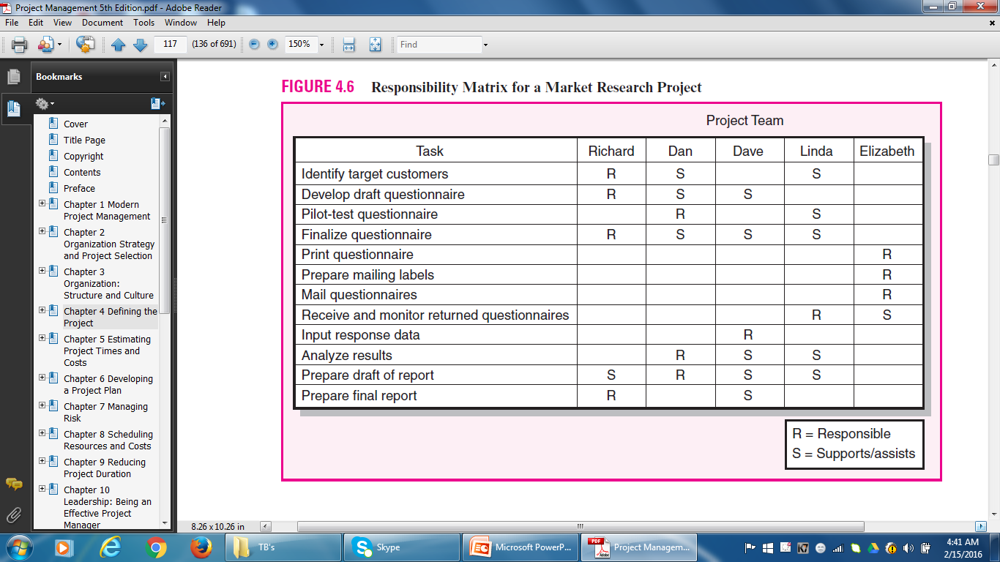 Project Management 5th Edition.pdf - Adobe Reader
File Edit View Document Tools Window Help
117 (136 of 691) 150% Find
Bookmarks
Cover
Title Page
Copyright
Contents
Preface
Chapter 1 Modern
Project Management
Chapter 2
Organization Strategy
and Project Selection
Chapter 3
Organization:
Structure and Culture
Chapter 4 Defining the
Project
Chapter 5 Estimating
Project Times and
Costs
Chapter 6 Developing
a Project Plan
Chapter 7 Managing
Risk
Chapter 8 Scheduling
Resources and Costs
Chapter 9 Reducing
Project Duration
Chapter 10
Leadership: Being an
Effective Project
Manager
FIGURE 4.6 Responsibility Matrix for a Market Research Project
Project Team
Task Richard Dan Dave Linda Elizabeth
Identify target customers R S S
Develop draft questionnaire R S S
Pilot-test questionnaire R S
Finalize questionnaire R S S S
Print questionnaire R
Prepare mailing labels R
Mail questionnaires R
Receive and monitor returned questionnaires R S
Input response data R
Analyze results R S S
Prepare draft of report S R S S
Prepare final report R S
R = Responsible
S = Supports/assists
8.26 x 10.26 in
TB's Skype Microsoft PowerP... Project Managem...
4:41 AM
2/15/2016